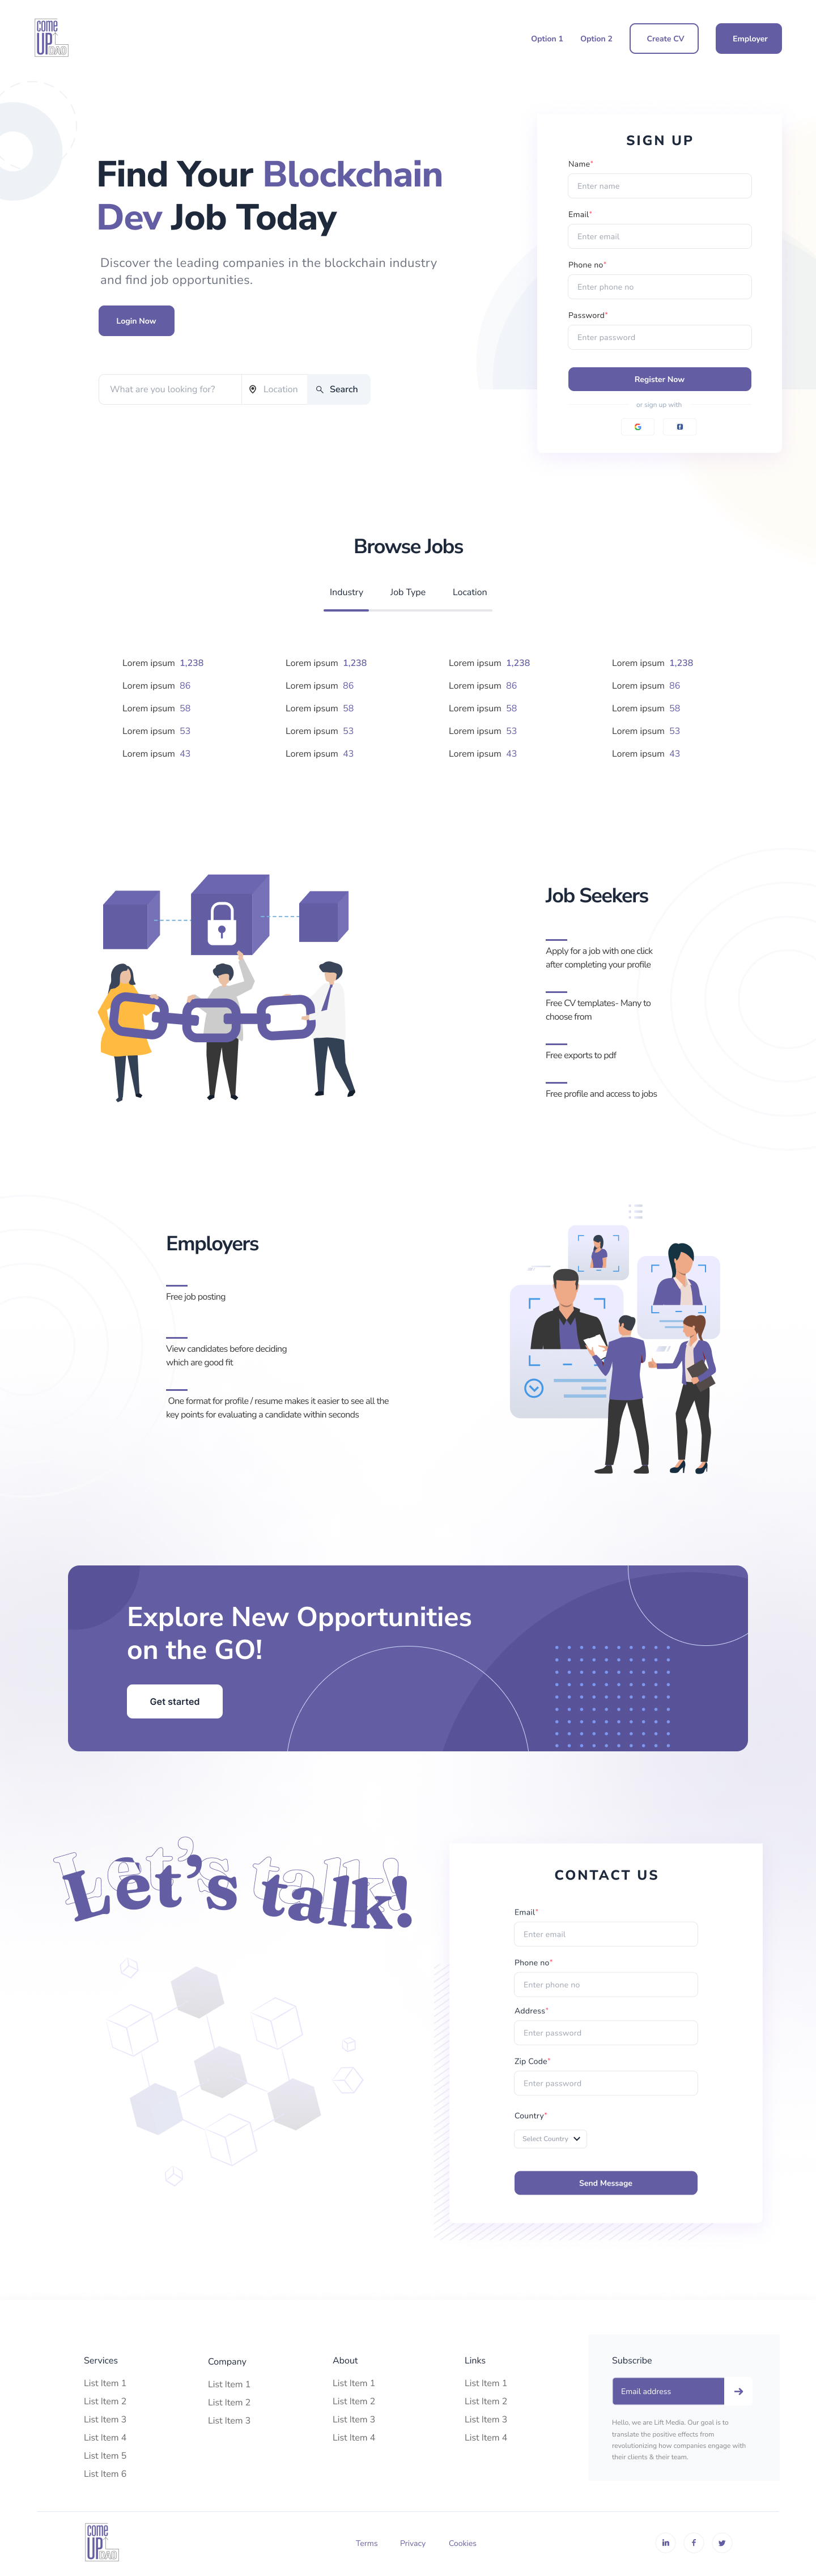 COME
UP
DAO
Option 1 Option 2 Create CV Employer
Find Your Blockchain
Dev Job Today
Discover the leading companies in the blockchain industry
and find job opportunities.
Login Now
What are you looking for? Location Search
SIGN UP
Name*
Enter name
Email*
Enter email
Phone no*
Enter phone no
Password*
Enter password
Register Now
or sign up with
Browse Jobs
Industry Job Type Location
Lorem ipsum 1,238 Lorem ipsum 1,238 Lorem ipsum 1,238 Lorem ipsum 1,238
Lorem ipsum 86 Lorem ipsum 86 Lorem ipsum 86 Lorem ipsum 86
Lorem ipsum 58 Lorem ipsum 58 Lorem ipsum 58 Lorem ipsum 58
Lorem ipsum 53 Lorem ipsum 53 Lorem ipsum 53 Lorem ipsum 53
Lorem ipsum 43 Lorem ipsum 43 Lorem ipsum 43 Lorem ipsum 43
Job Seekers
Apply for a job with one click
after completing your profile
Free CV templates- Many to
choose from
Free exports to pdf
Free profile and access to jobs
Employers
Free job posting
View candidates before deciding
which are good fit
One format for profile / resume makes it easier to see all the
key points for evaluating a candidate within seconds
Explore New Opportunities
on the GO!
Get started
Let's talk!
CONTACT US
Email*
Enter email
Phone no*
Enter phone no
Address*
Enter password
Zip Code*
Enter password
Country*
Select Country
Send Message
Services
List Item 1
List Item 2
List Item 3
List Item 4
List Item 5
List Item 6
Company
List Item 1
List Item 2
List Item 3
About
List Item 1
List Item 2
List Item 3
List Item 4
Links
List Item 1
List Item 2
List Item 3
List Item 4
Subscribe
Email address
Hello, we are Lift Media. Our goal is to
translate the positive effects from
revolutionizing how companies engage with
their clients & their team.
COME
UP
DAO
Terms Privacy Cookies